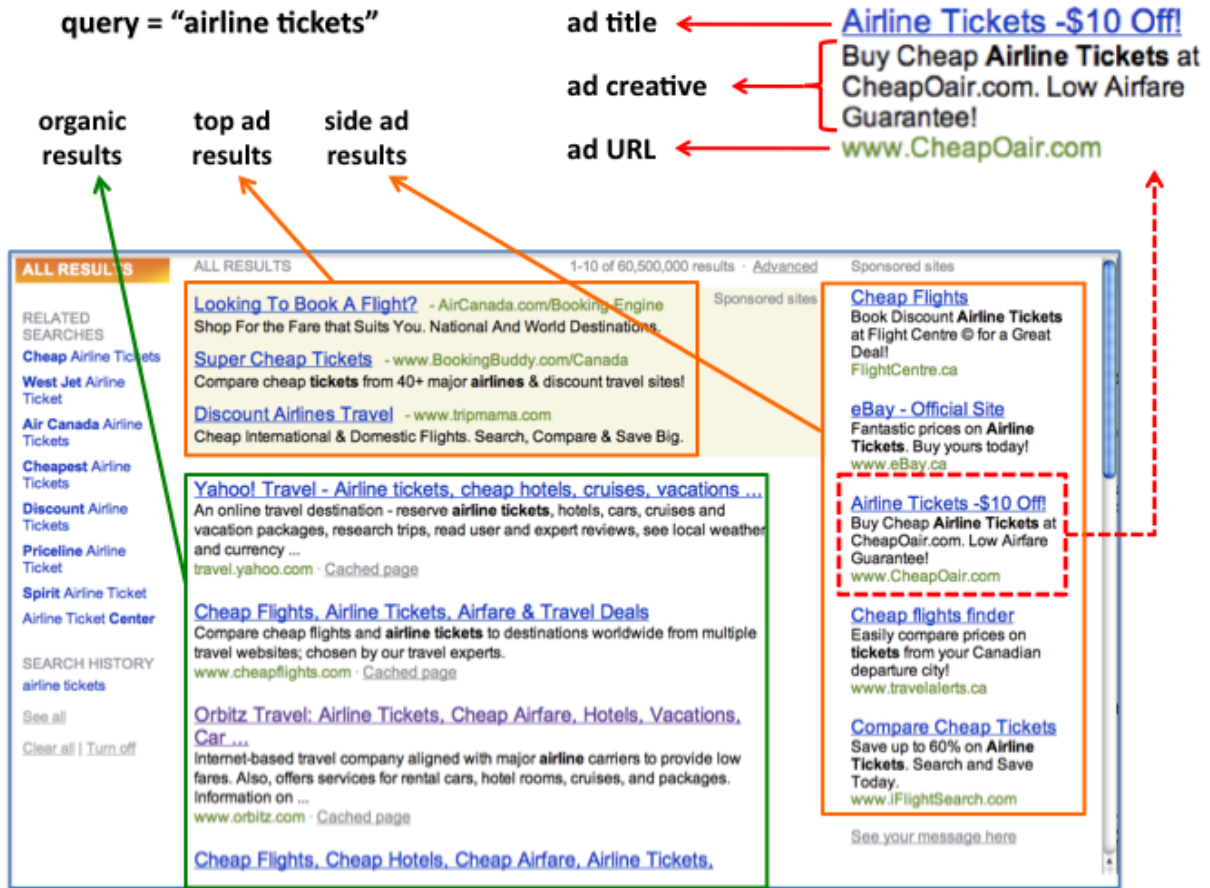 query = “airline tickets”
ad title
Airline Tickets -$10 Off!
ad creative
Buy Cheap Airline Tickets at
CheapOair.com. Low Airfare
Guarantee!
ad URL
www.CheapOair.com
organic
results
top ad
results
side ad
results
ALL RESULTS
RELATED
SEARCHES
Cheap Airline Tickets
West Jet Airline
Ticket
Air Canada Airline
Tickets
Cheapest Airline
Tickets
Discount Airline
Tickets
Priceline Airline
Ticket
Spirit Airline Ticket
Airline Ticket Center
SEARCH HISTORY
airline tickets
See all
Clear all | Turn off
ALL RESULTS
1-10 of 60,500,000 results · Advanced
Looking To Book A Flight? - AirCanada.com/Booking-Engine
Sponsored sites
Shop For the Fare that Suits You. National And World Destinations.
Super Cheap Tickets - www.BookingBuddy.com/Canada
Compare cheap tickets from 40+ major airlines & discount travel sites!
Discount Airlines Travel - www.tripmama.com
Cheap International & Domestic Flights. Search, Compare & Save Big.
Yahoo! Travel - Airline tickets, cheap hotels, cruises, vacations ...
An online travel destination - reserve airline tickets, hotels, cars, cruises and
vacation packages, research trips, read user and expert reviews, see local weather
and currency ...
travel.yahoo.com · Cached page
Cheap Flights, Airline Tickets, Airfare & Travel Deals
Compare cheap flights and airline tickets to destinations worldwide from multiple
travel websites; chosen by our travel experts.
www.cheapflights.com · Cached page
Orbitz Travel: Airline Tickets, Cheap Airfare, Hotels, Vacations,
Car ...
Internet-based travel company aligned with major airline carriers to provide low
fares. Also, offers services for rental cars, hotel rooms, cruises, and packages.
Information on ...
www.orbitz.com · Cached page
Cheap Flights, Cheap Hotels, Cheap Airfare, Airline Tickets,
Sponsored sites
Cheap Flights
Book Discount Airline Tickets
at Flight Centre © for a Great
Deal!
FlightCentre.ca
eBay - Official Site
Fantastic prices on Airline
Tickets. Buy yours today!
www.eBay.ca
Airline Tickets -$10 Off!
Buy Cheap Airline Tickets at
CheapOair.com. Low Airfare
Guarantee!
www.CheapOair.com
Cheap flights finder
Easily compare prices on
tickets from your Canadian
departure city!
www.travelalerts.ca
Compare Cheap Tickets
Save up to 60% on Airline
Tickets. Search and Save
Today.
www.iFlightSearch.com
See your message here